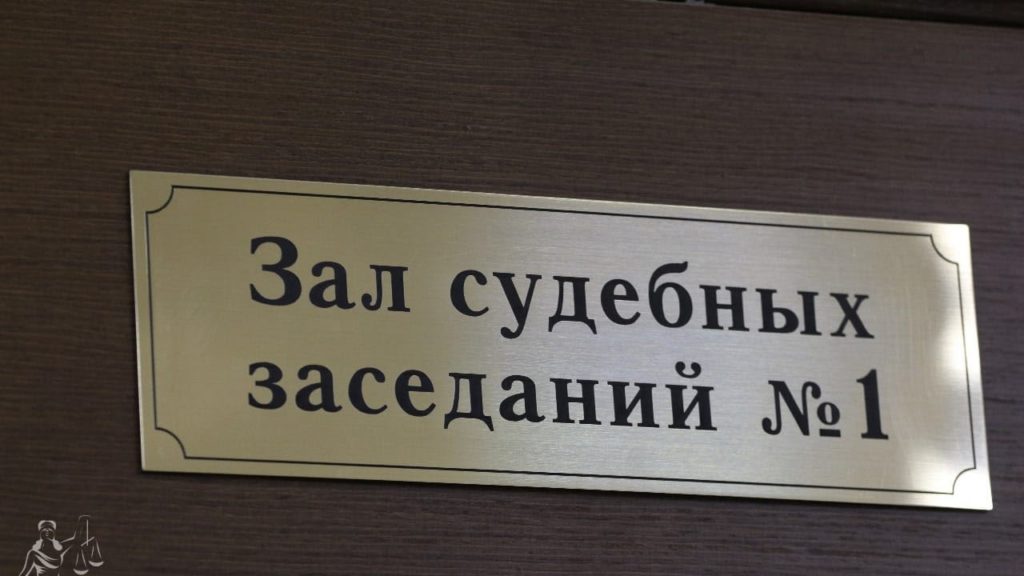 Зал судебных
заседаний №1